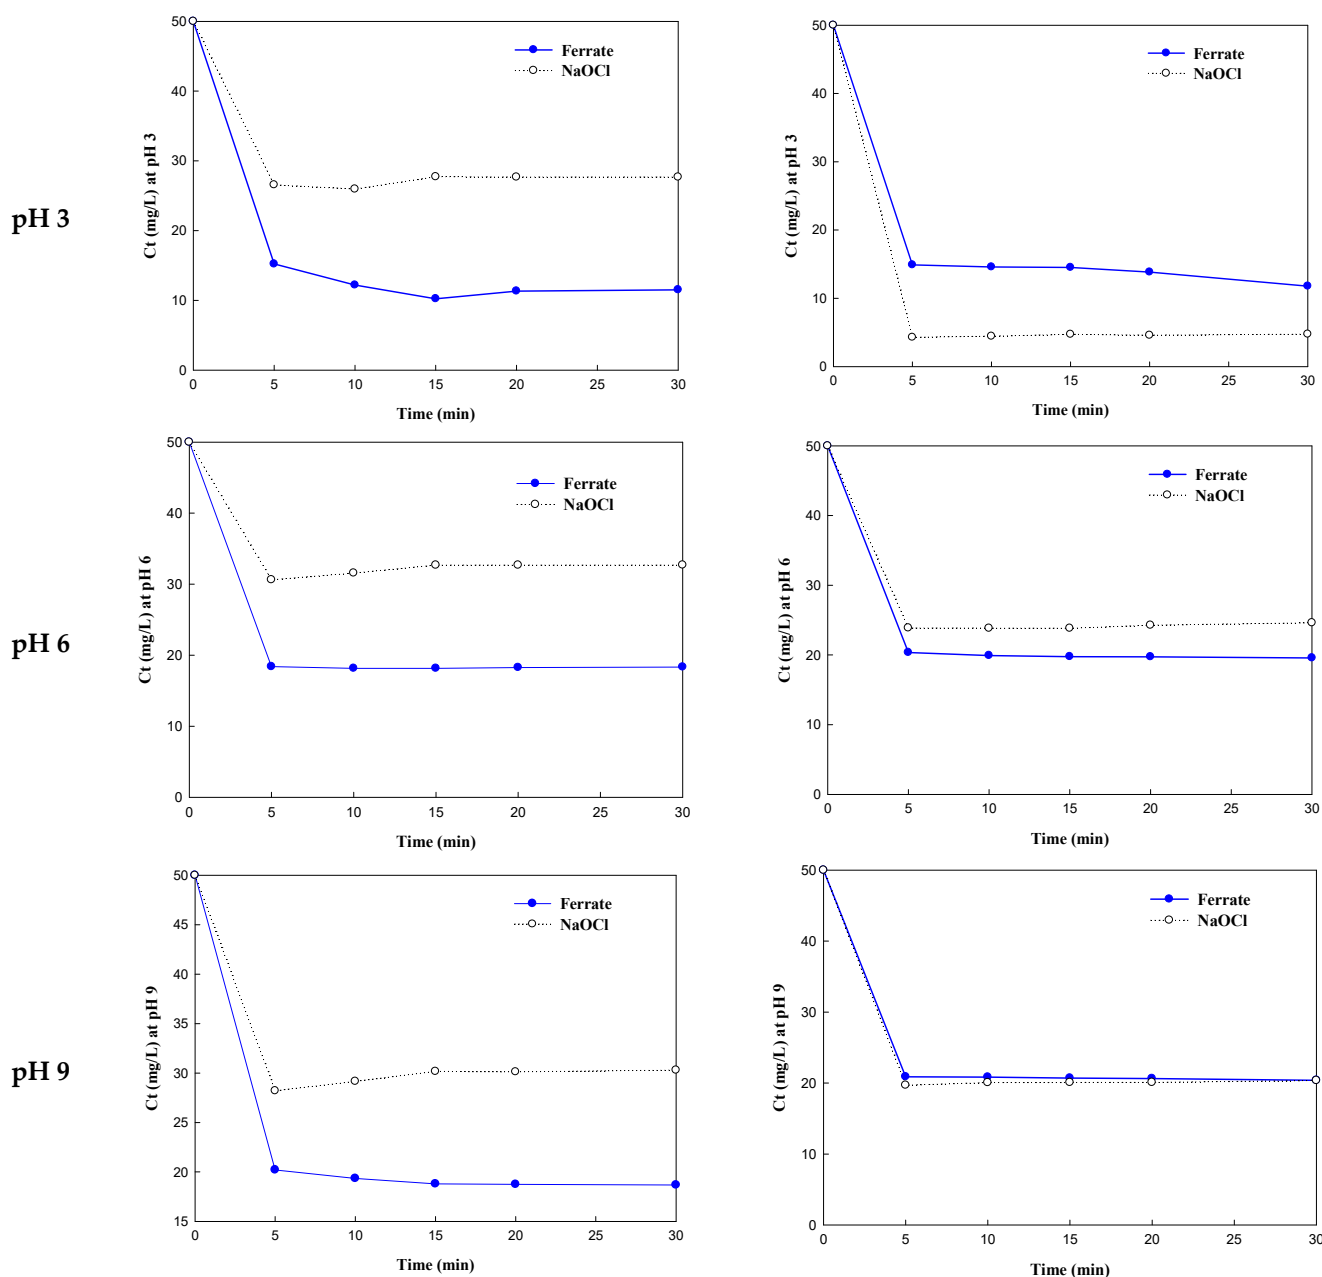 pH 3
Ct (mg/L) at pH 3
50
40
30
20
10
0
Ferrate
NaOCl
0 5 10 15 20 25 30
Time (min)
Ct (mg/L) at pH 3
50
40
30
20
10
0
Ferrate
NaOCl
0 5 10 15 20 25 30
Time (min)
pH 6
Ct (mg/L) at pH 6
50
40
30
20
10
0
Ferrate
NaOCl
0 5 10 15 20 25 30
Time (min)
Ct (mg/L) at pH 6
50
40
30
20
10
0
Ferrate
NaOCl
0 5 10 15 20 25 30
Time (min)
pH 9
Ct (mg/L) at pH 9
50
45
40
35
30
25
20
15
Ferrate
NaOCl
0 5 10 15 20 25 30
Time (min)
Ct (mg/L) at pH 9
50
40
30
20
10
0
Ferrate
NaOCl
0 5 10 15 20 25 30
Time (min)